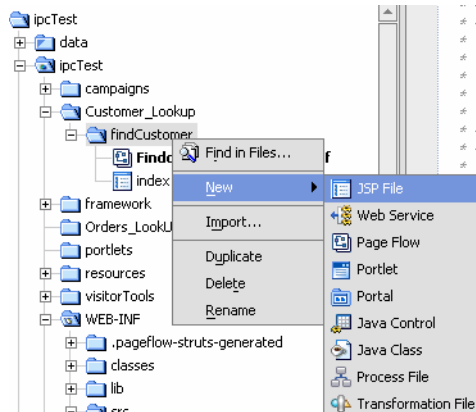 ipcTest
data
ipcTest
campaigns
Customer_Lookup
findCustomer
Find in Files...
index
New
JSP File
Web Service
framework
Import...
Page Flow
portlets
Duplicate
Portlet
resources
Delete
Portal
visitorTools
Rename
Java Control
WEB-INF
.pageflow-struts-generated
Java Class
classes
Process File
lib
Transformation File